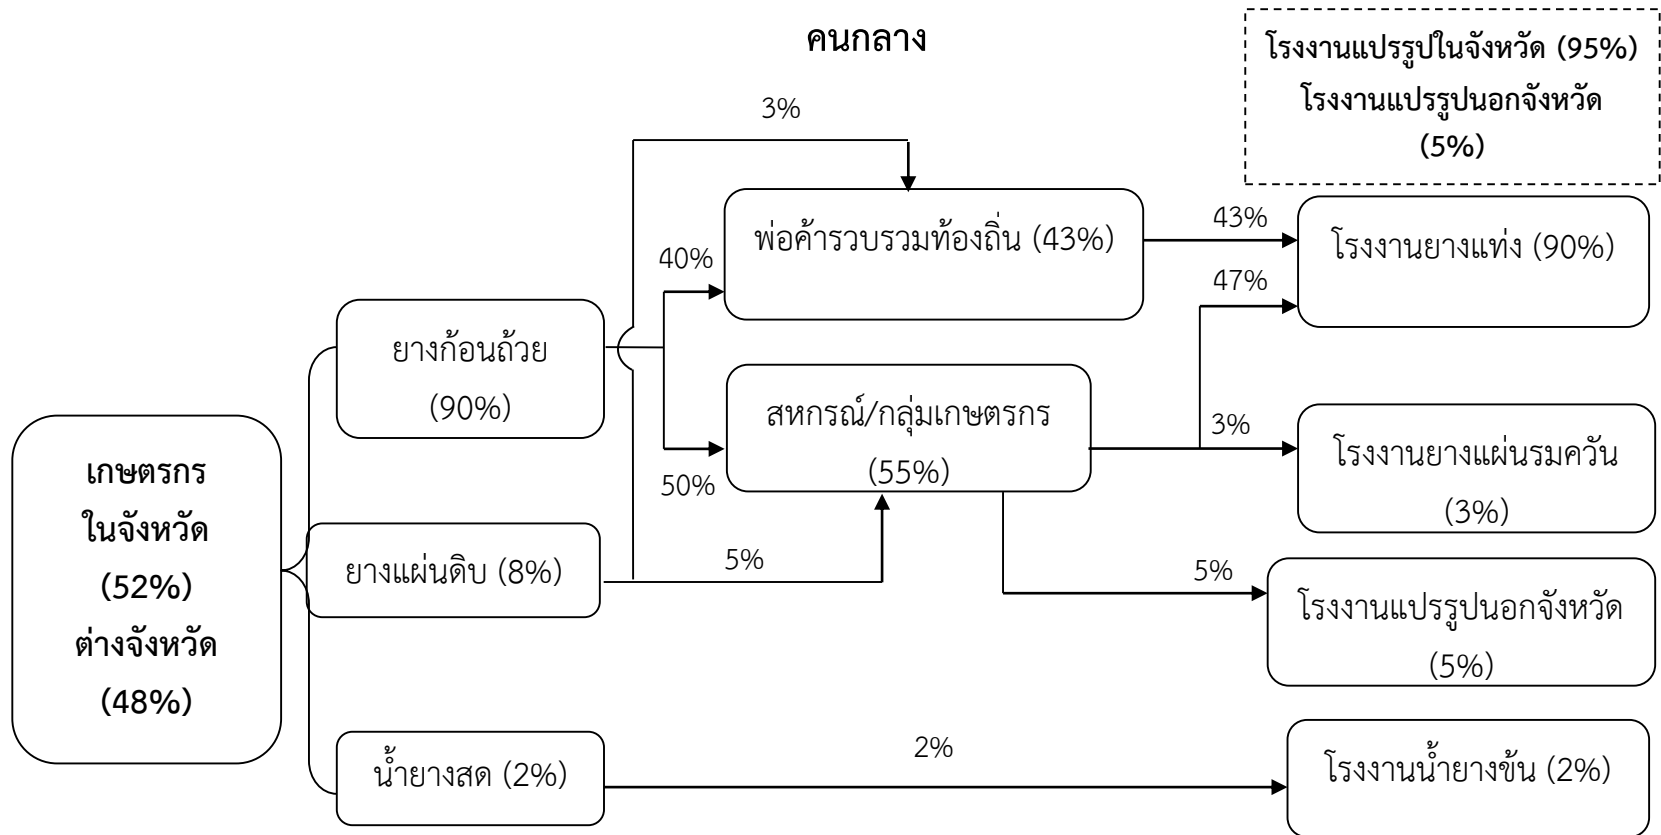 คนกลาง
โรงงานแปรรูปในจังหวัด (95%)
โรงงานแปรรูปนอกจังหวัด
(5%)
3%
พ่อค้ารวบรวมท้องถิ่น (43%)
43%
โรงงานยางแท่ง (90%)
40%
47%
ยางก้อนถ้วย
(90%)
สหกรณ์/กลุ่มเกษตรกร
(55%)
50%
3%
โรงงานยางแผ่นรมควัน
(3%)
เกษตรกร
ในจังหวัด
(52%)
ต่างจังหวัด
(48%)
ยางแผ่นดิบ (8%)
5%
5%
โรงงานแปรรูปนอกจังหวัด
(5%)
น้ำยางสด (2%)
2%
โรงงานน้ำยางข้น (2%)